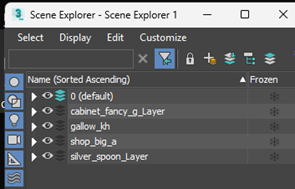 Scene Explorer - Scene Explorer 1
Select Display Edit Customize
Name (Sorted Ascending) Frozen
0 (default)
cabinet_fancy_g_Layer
gallow_kh
shop_big_a
silver_spoon_Layer